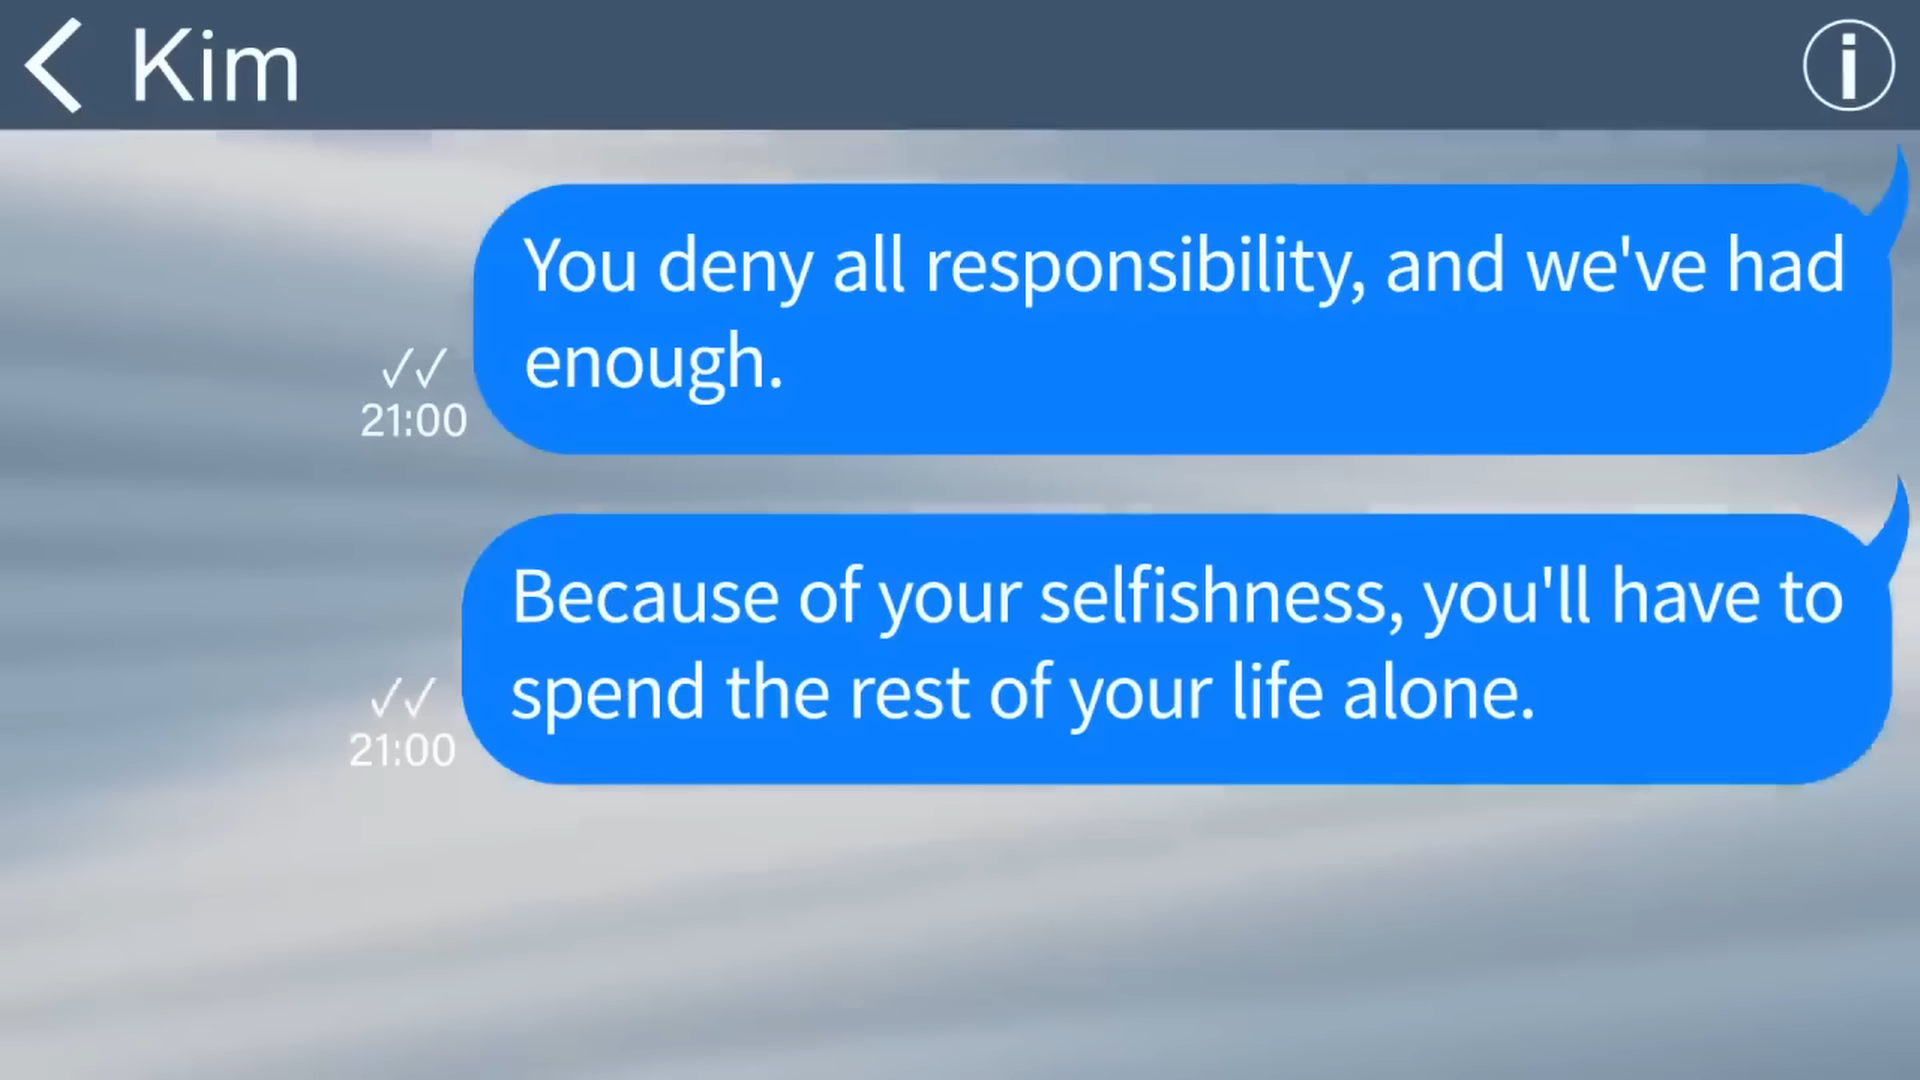 Kim
You deny all responsibility, and we've had
enough.
✓✓
21:00
Because of your selfishness, you'll have to
spend the rest of your life alone.
✓✓
21:00